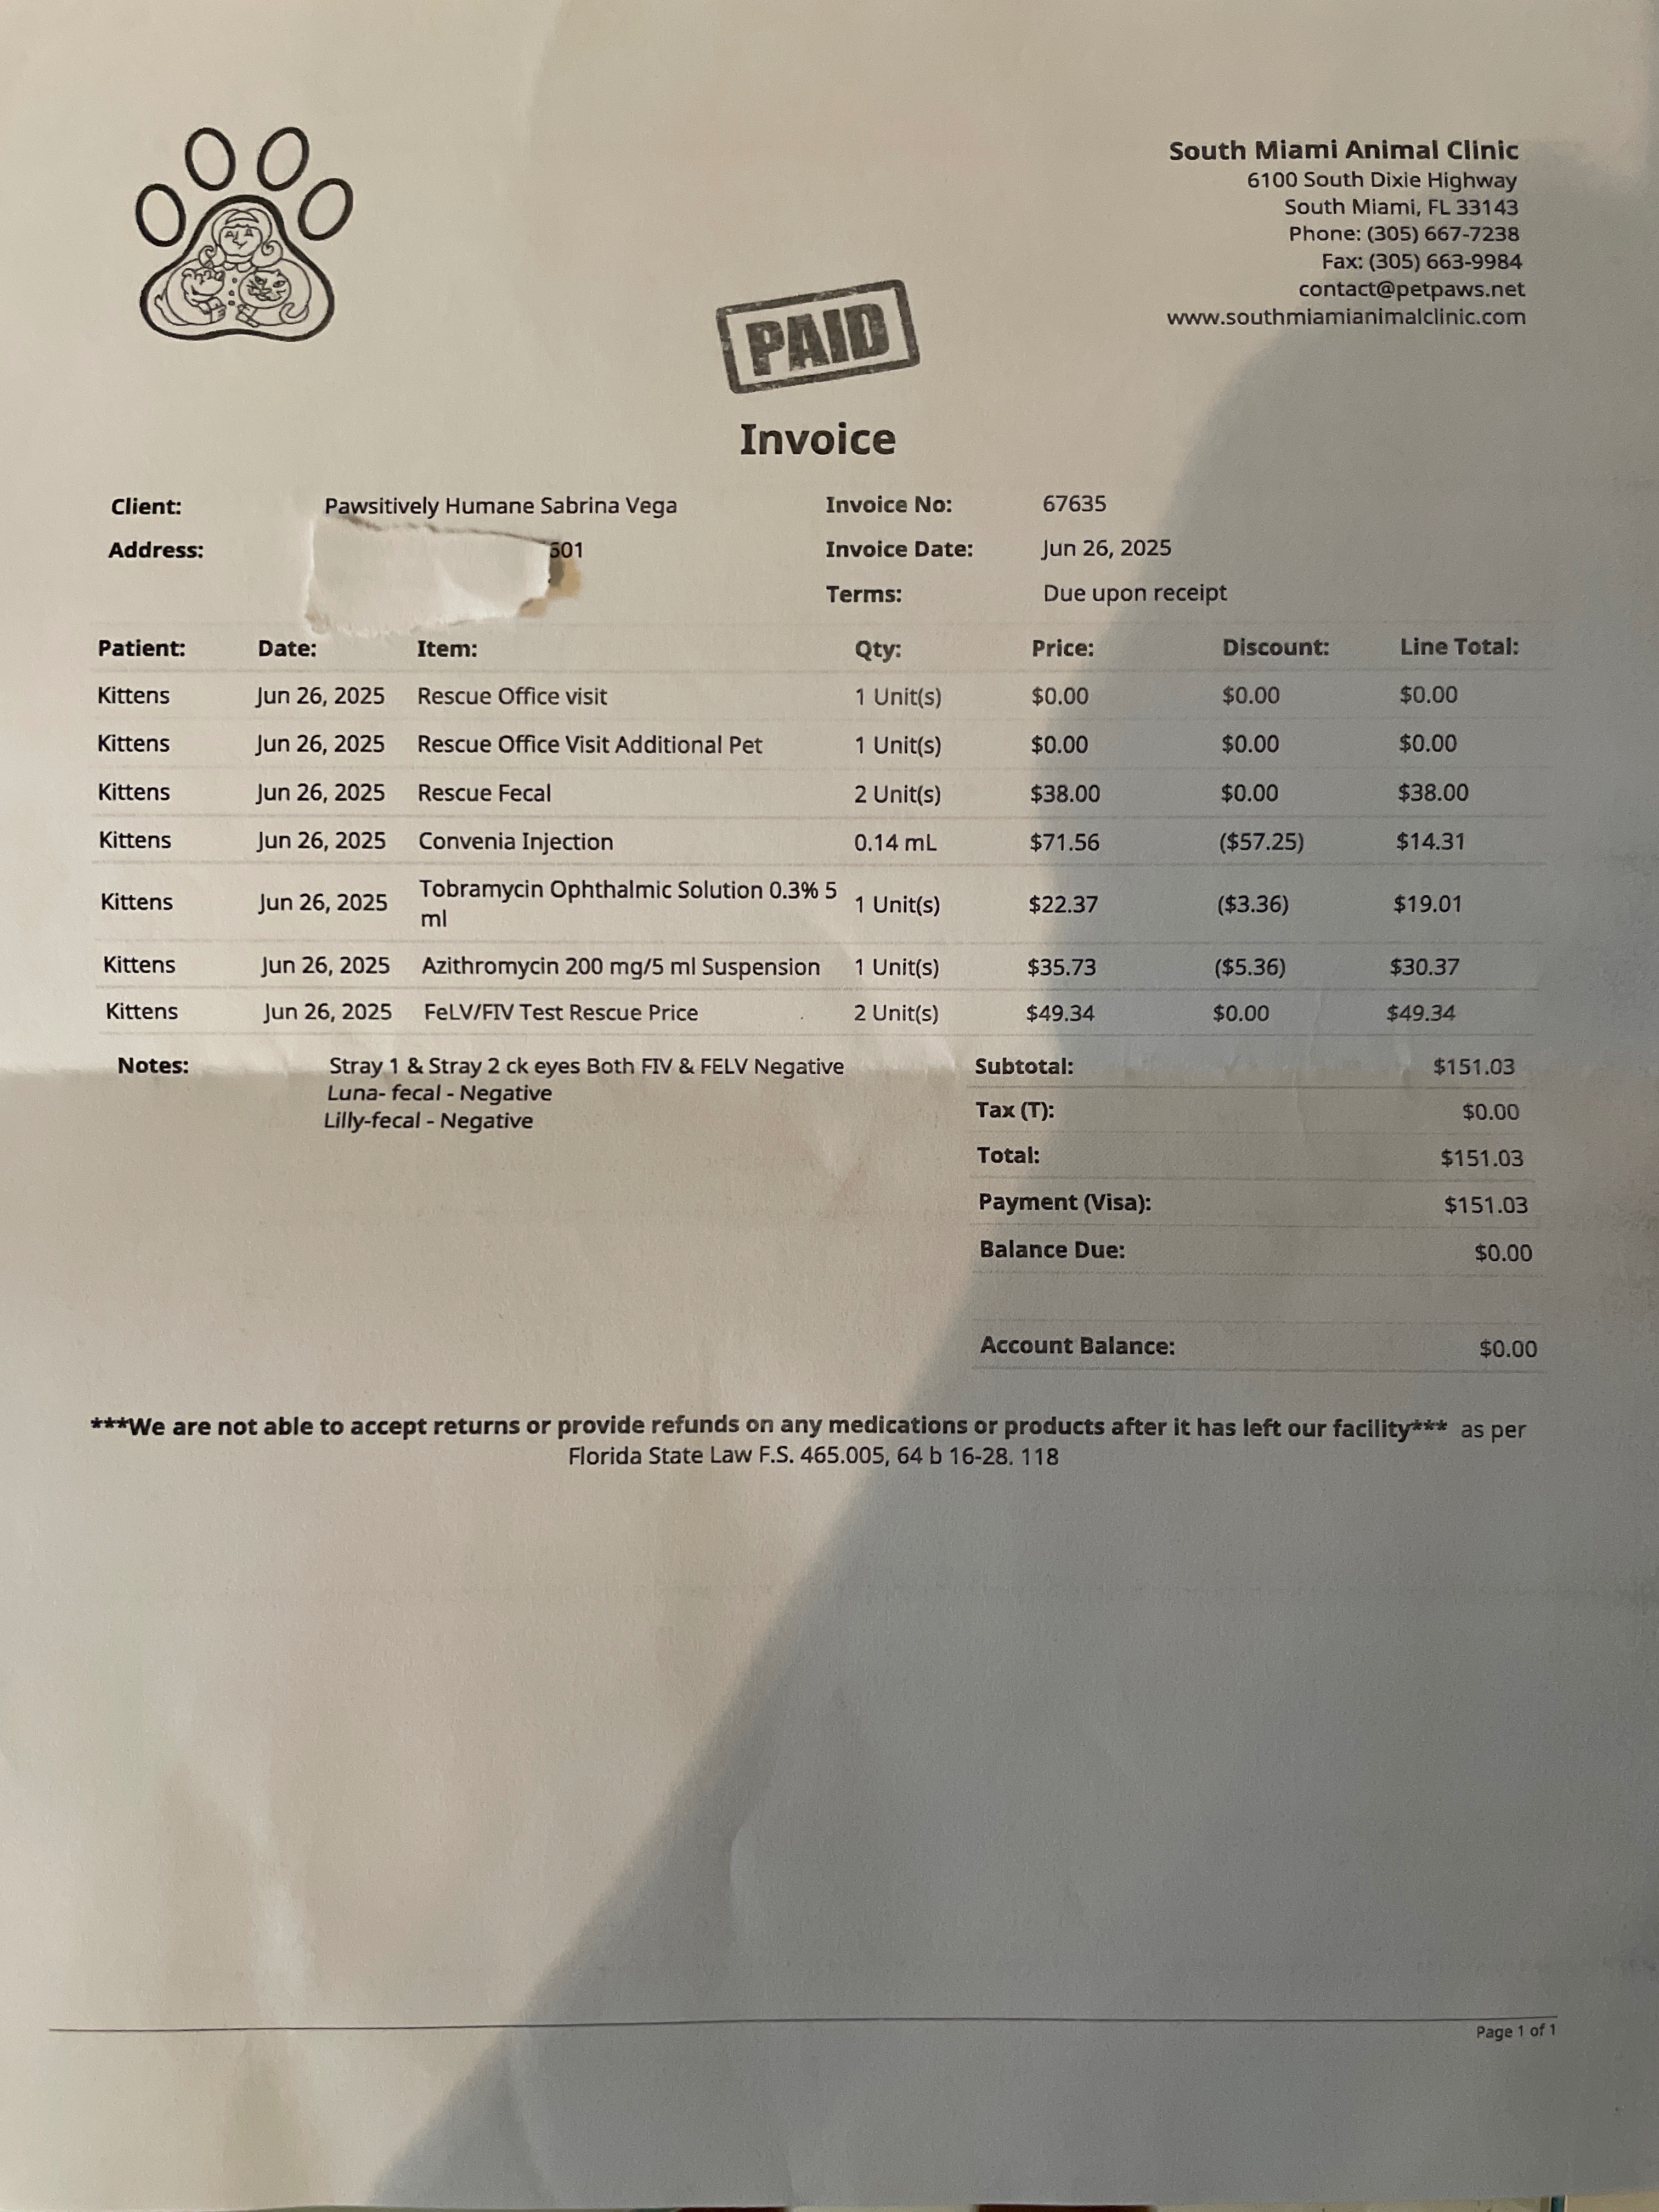 South Miami Animal Clinic
6100 South Dixie Highway
South Miami, FL 33143
Phone: (305) 667-7238
Fax: (305) 663-9984
contact@petpaws.net
www.southmiamianimalclinic.com
PAID
Invoice
Client: Pawsitively Humane Sabrina Vega Invoice No: 67635
Address: 601 Invoice Date: Jun 26, 2025
Terms: Due upon receipt
Patient: Date: Item: Qty: Price: Discount: Line Total:
Kittens Jun 26, 2025 Rescue Office visit 1 Unit(s) $0.00 $0.00 $0.00
Kittens Jun 26, 2025 Rescue Office Visit Additional Pet 1 Unit(s) $0.00 $0.00 $0.00
Kittens Jun 26, 2025 Rescue Fecal 2 Unit(s) $38.00 $0.00 $38.00
Kittens Jun 26, 2025 Convenia Injection 0.14 mL $71.56 ($57.25) $14.31
Kittens Jun 26, 2025 Tobramycin Ophthalmic Solution 0.3% 5 1 Unit(s) $22.37 ($3.36) $19.01
ml
Kittens Jun 26, 2025 Azithromycin 200 mg/5 ml Suspension 1 Unit(s) $35.73 ($5.36) $30.37
Kittens Jun 26, 2025 FeLV/FIV Test Rescue Price 2 Unit(s) $49.34 $0.00 $49.34
Notes: Stray 1 & Stray 2 ck eyes Both FIV & FELV Negative
Luna- fecal - Negative
Lilly-fecal - Negative
Subtotal: $151.03
Tax (T): $0.00
Total: $151.03
Payment (Visa): $151.03
Balance Due: $0.00
Account Balance: $0.00
***We are not able to accept returns or provide refunds on any medications or products after it has left our facility*** as per
Florida State Law F.S. 465.005, 64 b 16-28. 118
Page 1 of 1